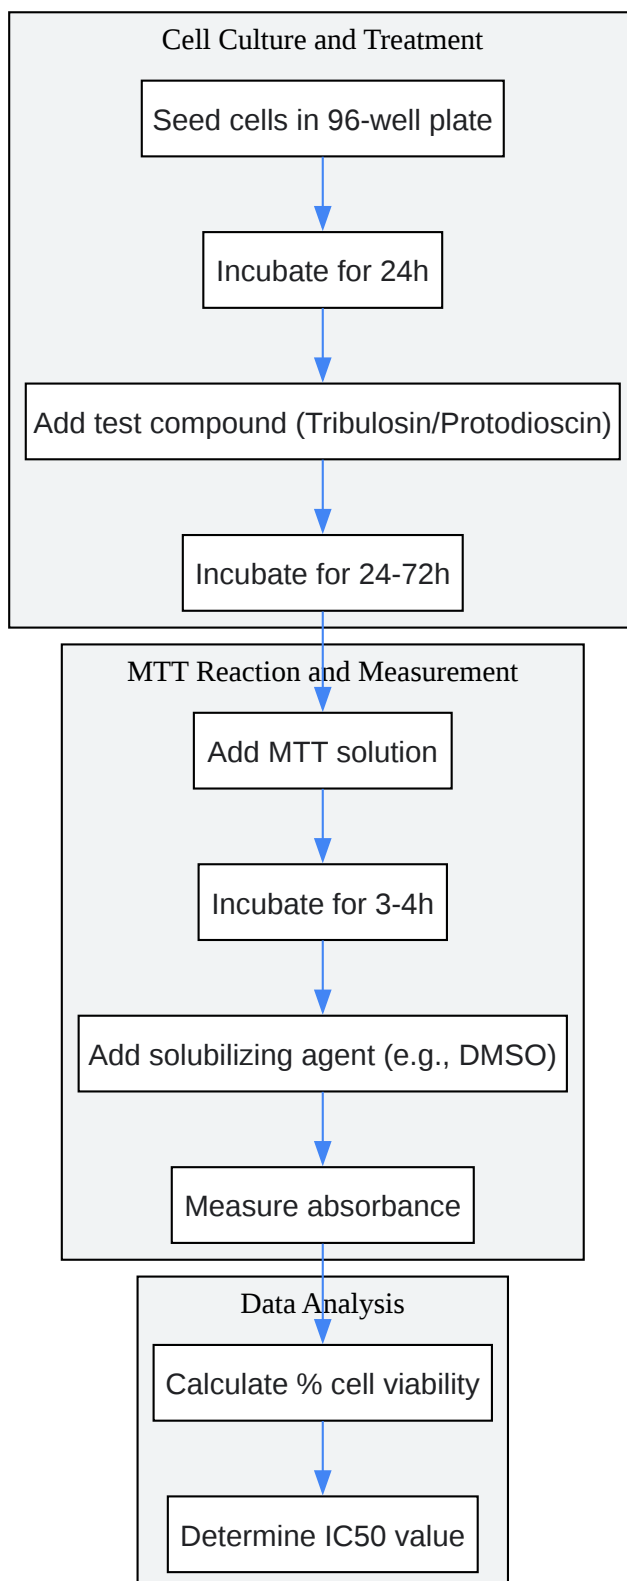 Cell Culture and Treatment
Seed cells in 96-well plate
Incubate for 24h
Add test compound (Tribulosin/Protodioscin)
Incubate for 24-72h
MTT Reaction and Measurement
Add MTT solution
Incubate for 3-4h
Add solubilizing agent (e.g., DMSO)
Measure absorbance
Data Analysis
Calculate % cell viability
Determine IC50 value